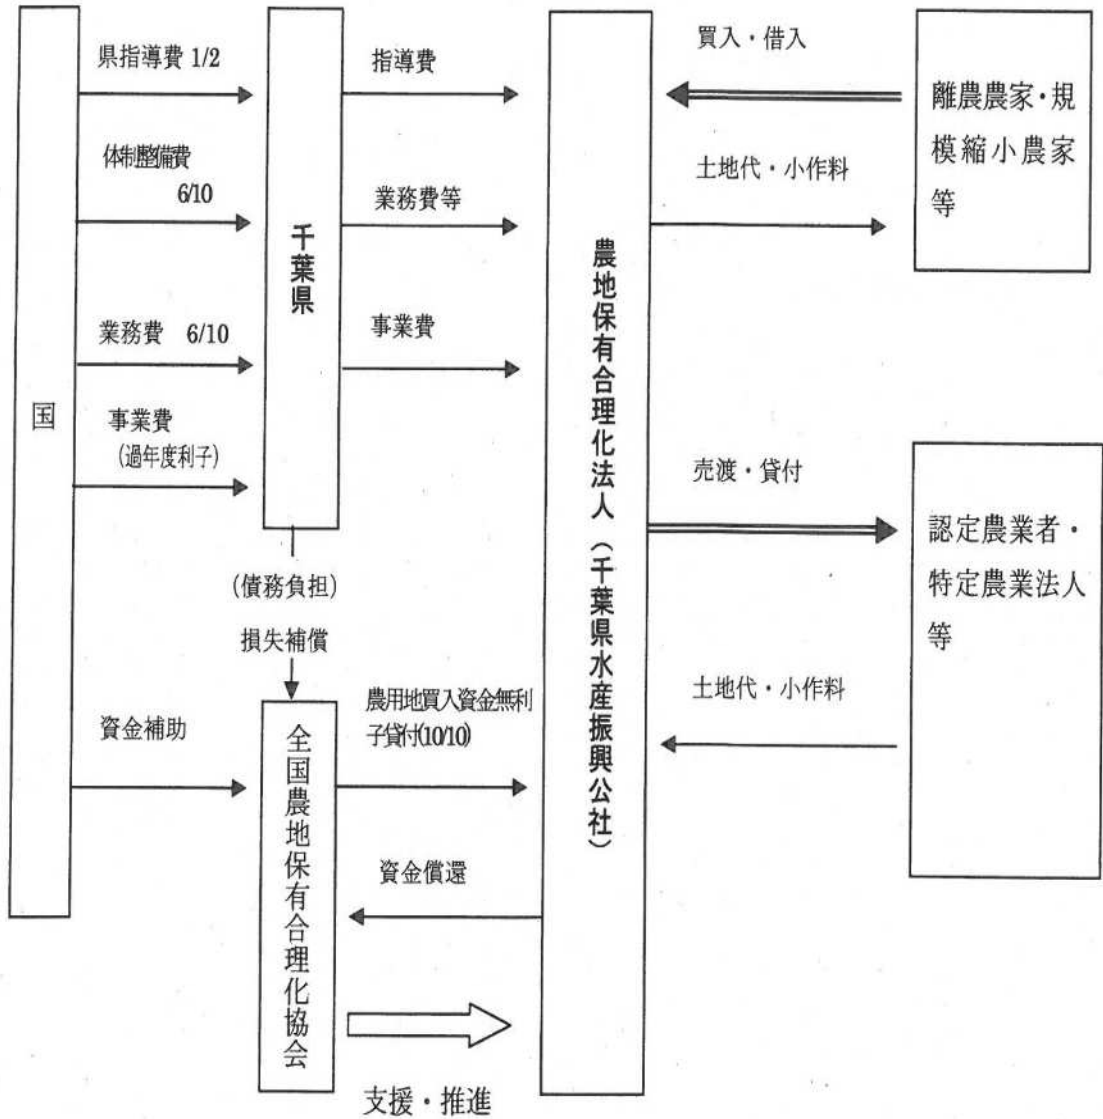 国
県指導費 1/2
体制整備費
6/10
業務費 6/10
事業費
(過年度利子)
資金補助
千葉県
(債務負担)
損失補償
全国農地保有合理化協会
指導費
業務費等
事業費
農用地買入資金無利
子貸付(10/10)
資金償還
支援・推進
農地保有合理化法人(千葉県水産振興公社)
買入・借入
土地代・小作料
売渡・貸付
土地代・小作料
離農農家・規
模縮小農家
等
認定農業者・
特定農業法人
等